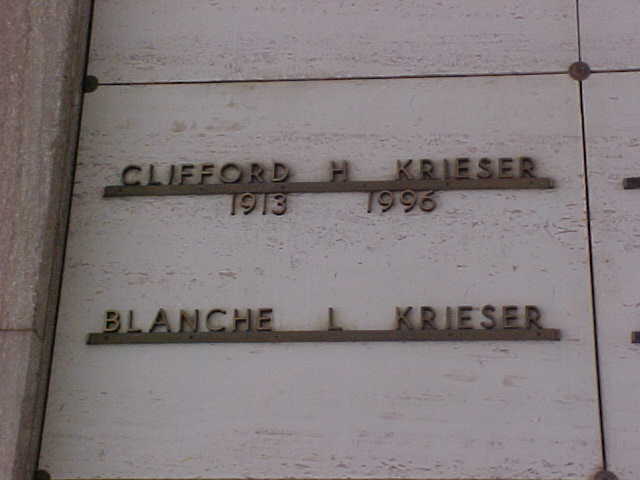 CLIFFORD H KRIESER
1913 1996
BLANCHE L KRIESER